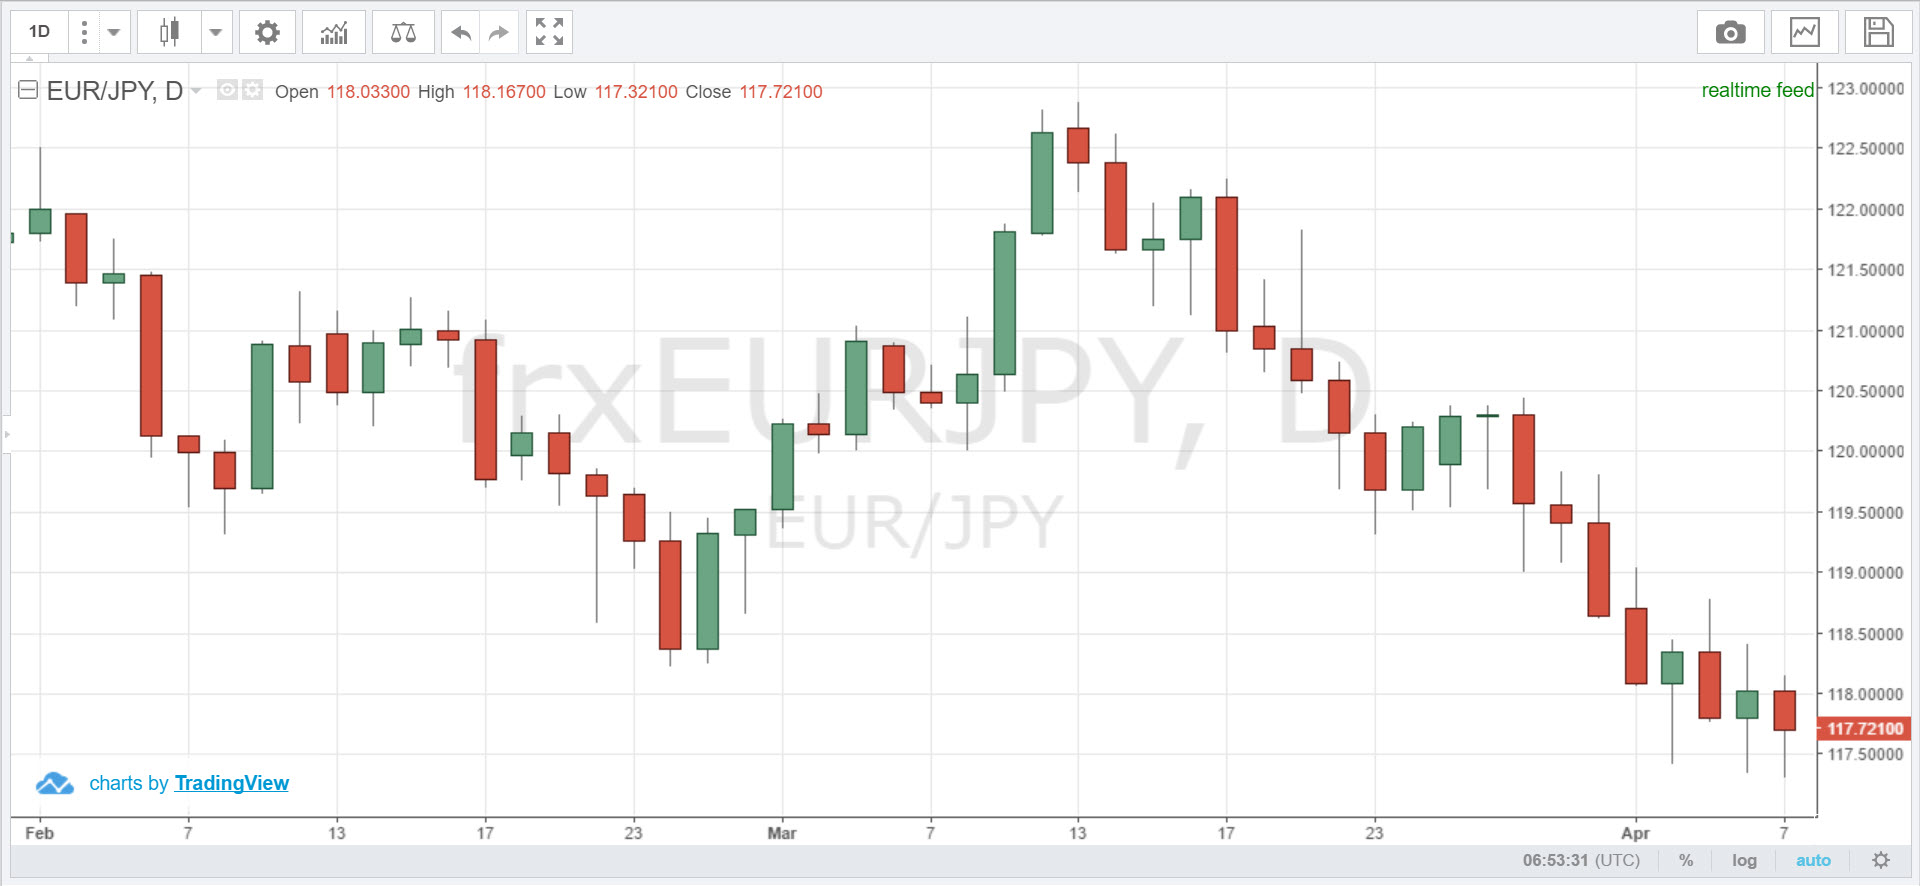 1D
EUR/JPY, D Open 118.03300 High 118.16700 Low 117.32100 Close 117.72100
realtime feed
123.00000
122.50000
122.00000
121.50000
121.00000
120.50000
120.00000
119.50000
119.00000
118.50000
118.00000
117.72100
117.50000
frxEURJPY, D
EUR/JPY
charts by TradingView
Feb 7 13 17 23 Mar 7 13 17 23 Apr 7
06:53:31 (UTC) % log auto